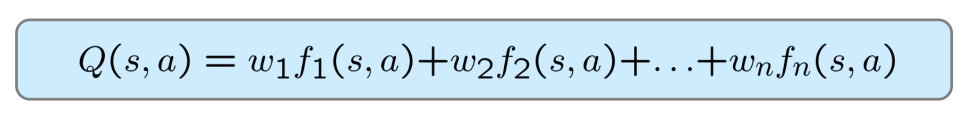 Q(s, a) = w₁f₁(s, a)+w₂f₂(s, a)+...+wₙfₙ(s, a)